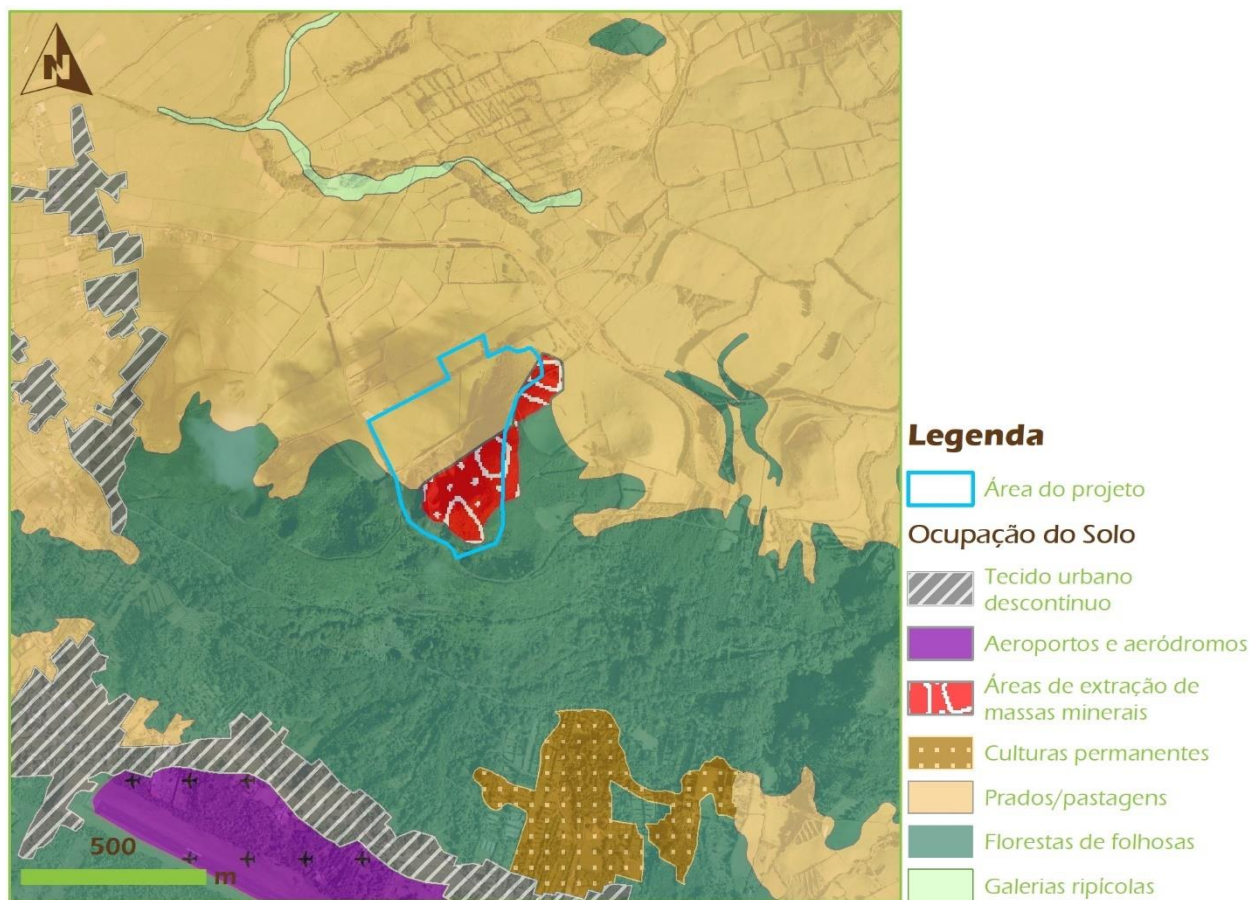 N
500
m
Legenda
Área do projeto
Ocupação do Solo
Tecido urbano
descontínuo
Aeroportos e aeródromos
Áreas de extração de
massas minerais
Culturas permanentes
Prados/pastagens
Florestas de folhosas
Galerias ripícolas